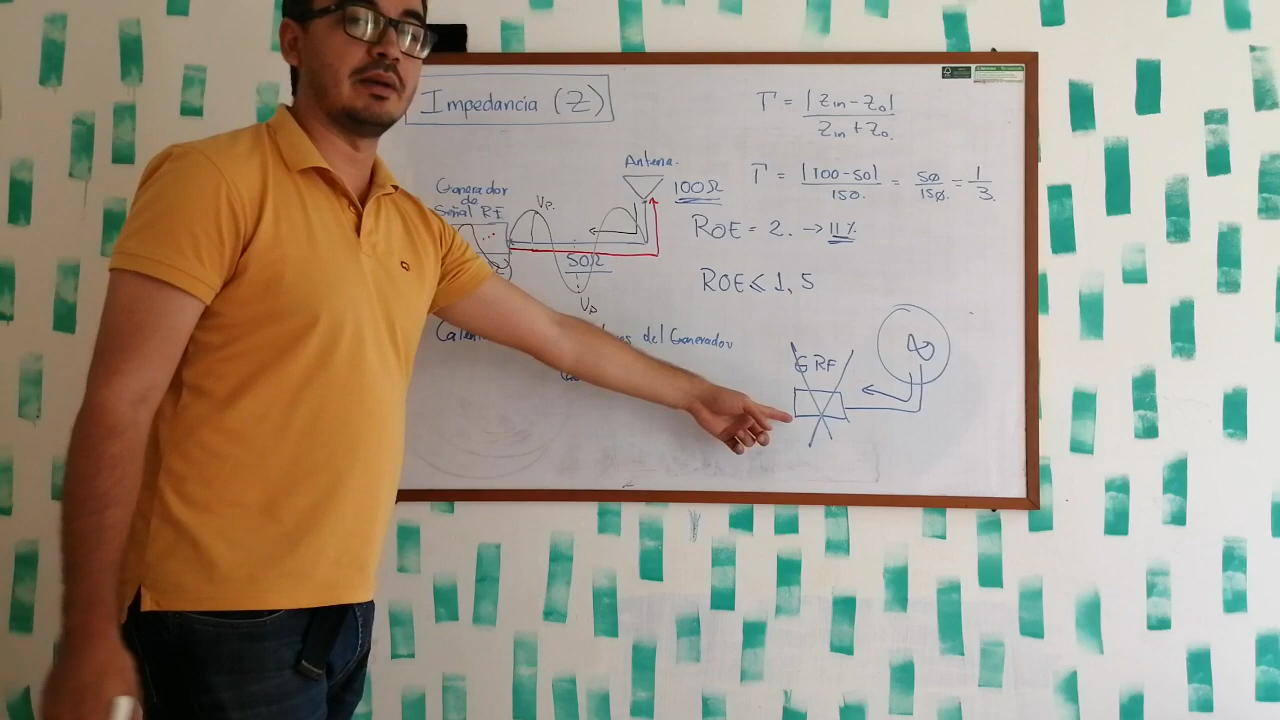 Impedancia (Z)
Γ = |Zin - Zo|
Zin + Zo.
Antena.
100Ω
Γ = |100-50| = 50 = 1
150. 150. 3.
Generador
de
Señal RF
Vp.
ROE = 2. → 11%
50Ω
ROE ≤ 1,5
Vp
del Generador
GRF
∞